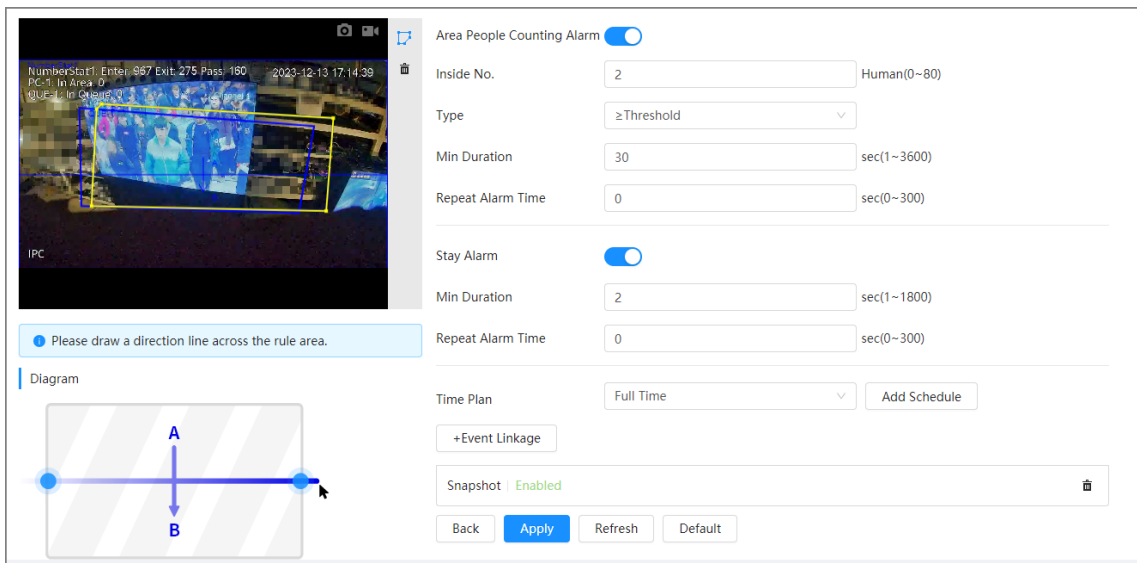 NumberStat1: Enter: 967 Exit: 275 Pass: 160
2023-12-13 17:14:39
PC-1: In Area: 0
QUE-1: In Queue: 0
IPC
Please draw a direction line across the rule area.
Diagram
A
B
Area People Counting Alarm
Inside No. 2 Human(0~80)
Type ≥Threshold
Min Duration 30 sec(1~3600)
Repeat Alarm Time 0 sec(0~300)
Stay Alarm
Min Duration 2 sec(1~1800)
Repeat Alarm Time 0 sec(0~300)
Time Plan Full Time Add Schedule
+Event Linkage
Snapshot Enabled
Back Apply Refresh Default